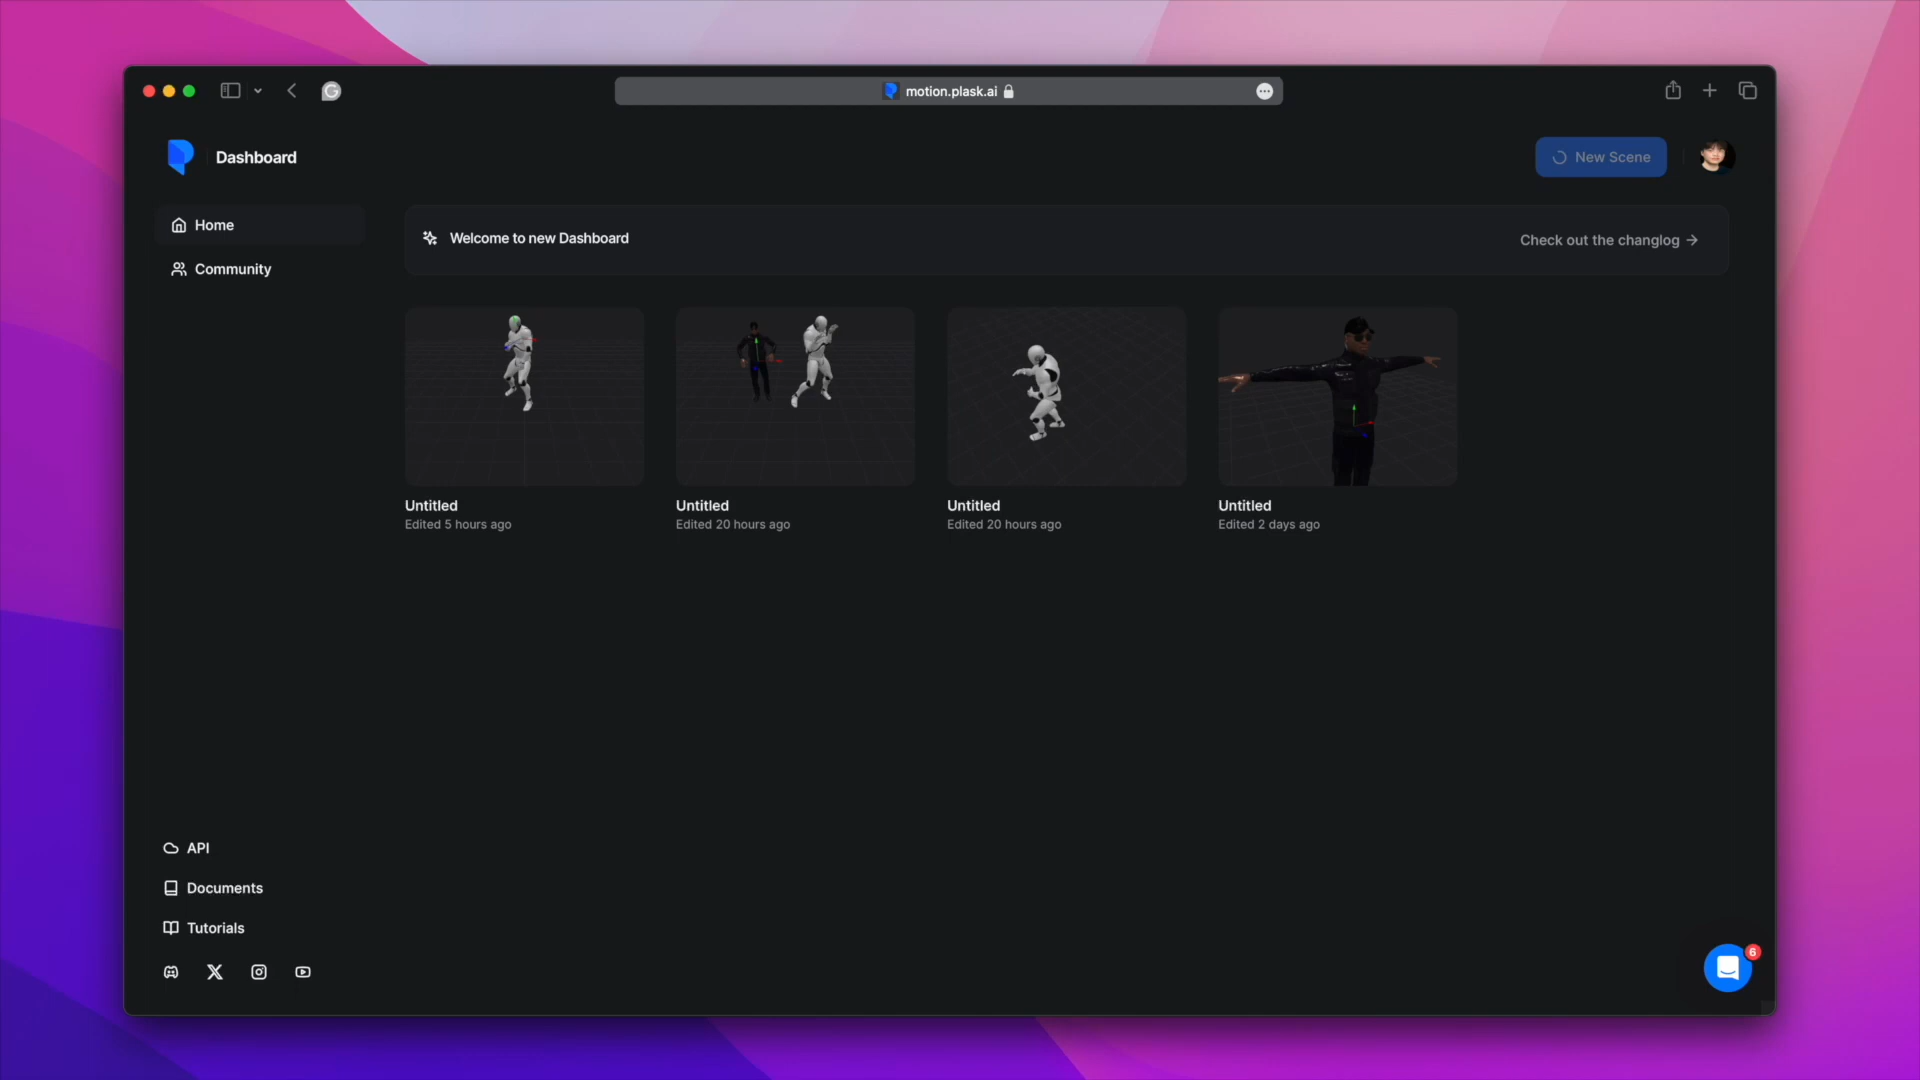 motion.plask.ai
Dashboard
New Scene
Home
Community
Welcome to new Dashboard
Check out the changlog →
Untitled
Edited 5 hours ago
Untitled
Edited 20 hours ago
Untitled
Edited 20 hours ago
Untitled
Edited 2 days ago
API
Documents
Tutorials
6